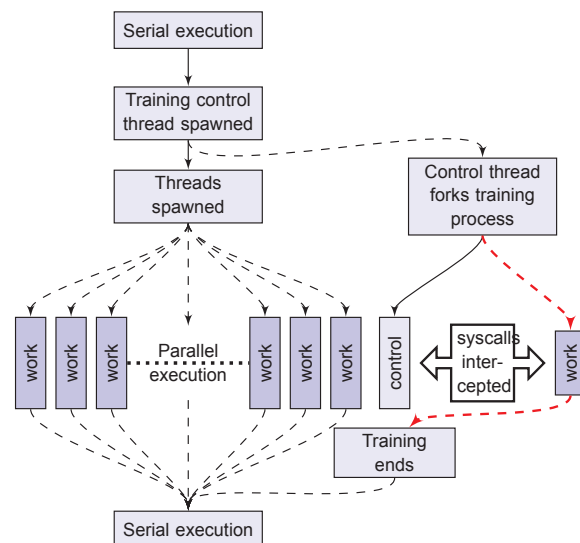 Serial execution
Training control
thread spawned
Threads
spawned
Control thread
forks training
process
work
work
work
Parallel
execution
work
work
work
control
syscalls
inter-
cepted
work
Training
ends
Serial execution